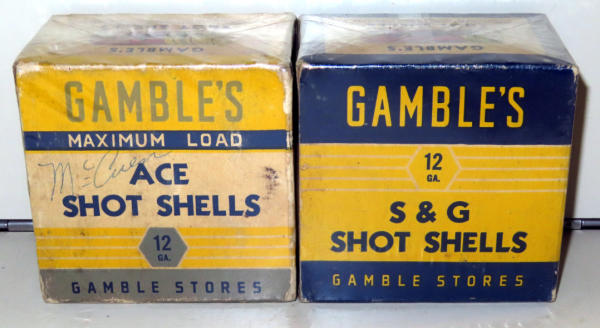 GAMBLE'S
GAMBLE'S
MAXIMUM LOAD
ACE
SHOT SHELLS
12
GA.
GAMBLE STORES
GAMBLE'S
GAMBLE'S
12
GA.
S & G
SHOT SHELLS
GAMBLE STORES